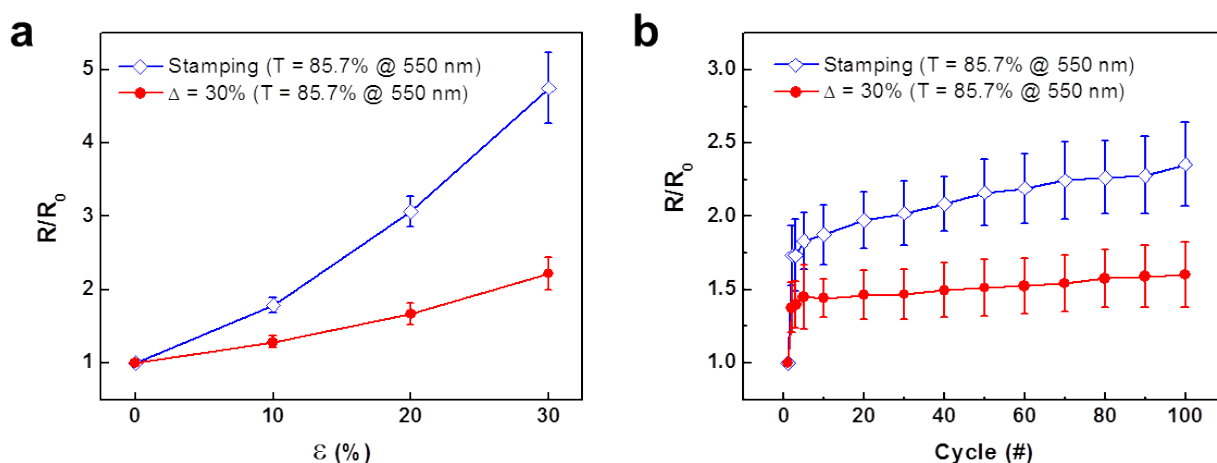 a
Stamping (T = 85.7% @ 550 nm)
Δ = 30% (T = 85.7% @ 550 nm)
5
4
3
2
1
R/R0
0 10 20 30
ε (%)
b
Stamping (T = 85.7% @ 550 nm)
Δ = 30% (T = 85.7% @ 550 nm)
3.0
2.5
2.0
1.5
1.0
R/R0
0 20 40 60 80 100
Cycle (#)